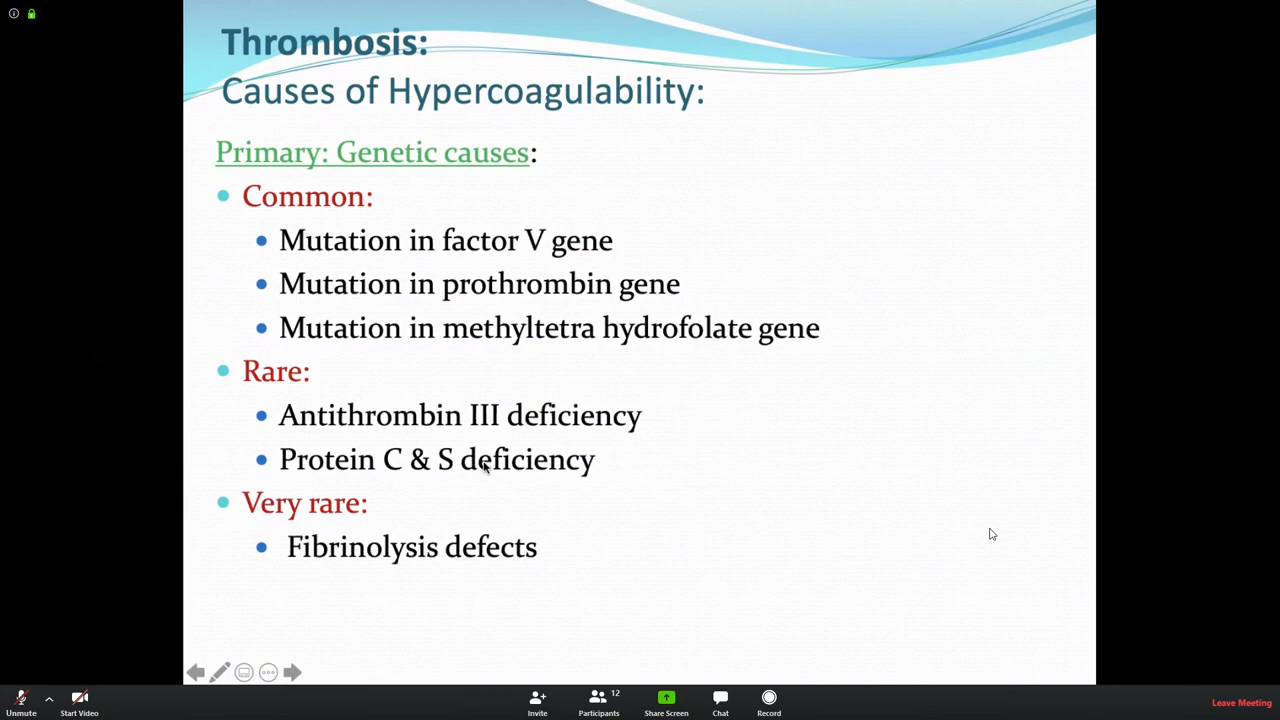 Thrombosis:
Causes of Hypercoagulability:
Primary: Genetic causes:
Common:
Mutation in factor V gene
Mutation in prothrombin gene
Mutation in methyltetra hydrofolate gene
Rare:
Antithrombin III deficiency
Protein C & S deficiency
Very rare:
Fibrinolysis defects
12
Unmute
Start Video
Invite
Participants
Share Screen
Chat
Record
Leave Meeting